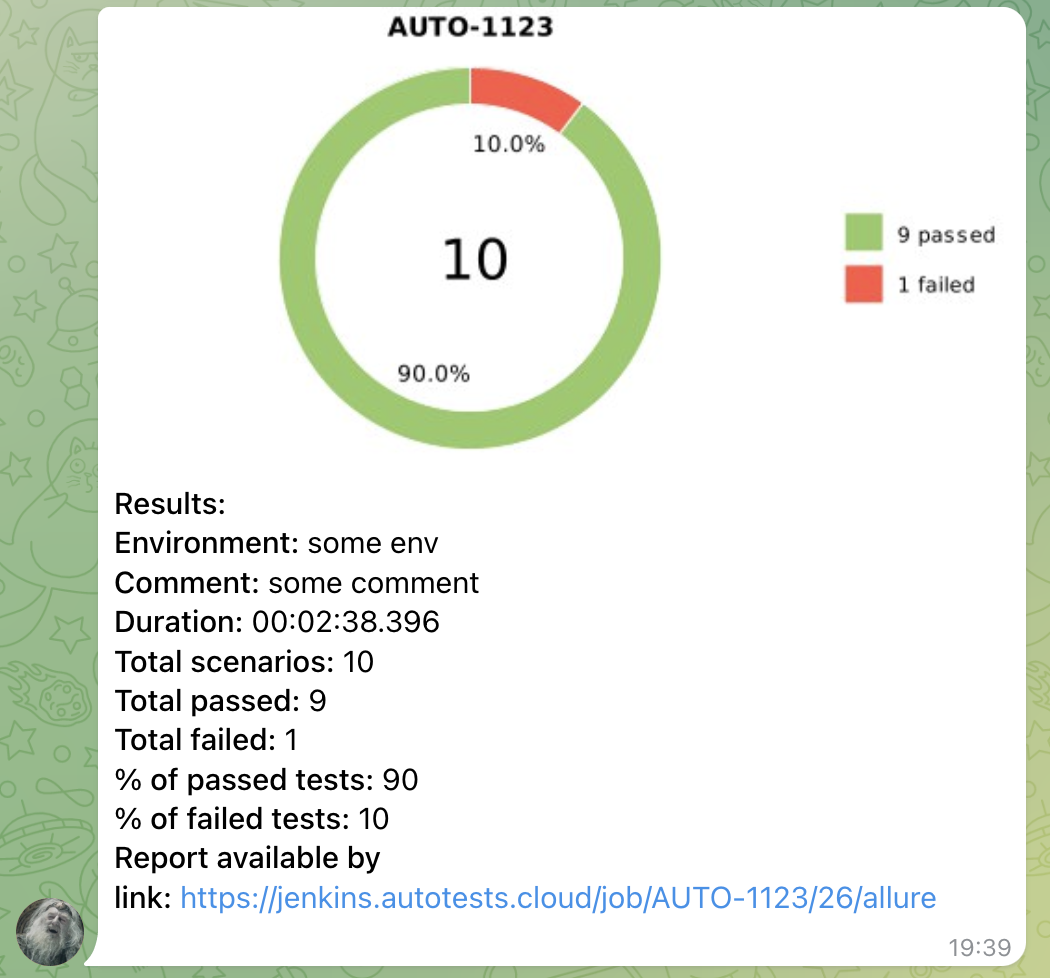 AUTO-1123
10.0%
10
9 passed
1 failed
90.0%
Results:
Environment: some env
Comment: some comment
Duration: 00:02:38.396
Total scenarios: 10
Total passed: 9
Total failed: 1
% of passed tests: 90
% of failed tests: 10
Report available by
link: https://jenkins.autotests.cloud/job/AUTO-1123/26/allure
19:39